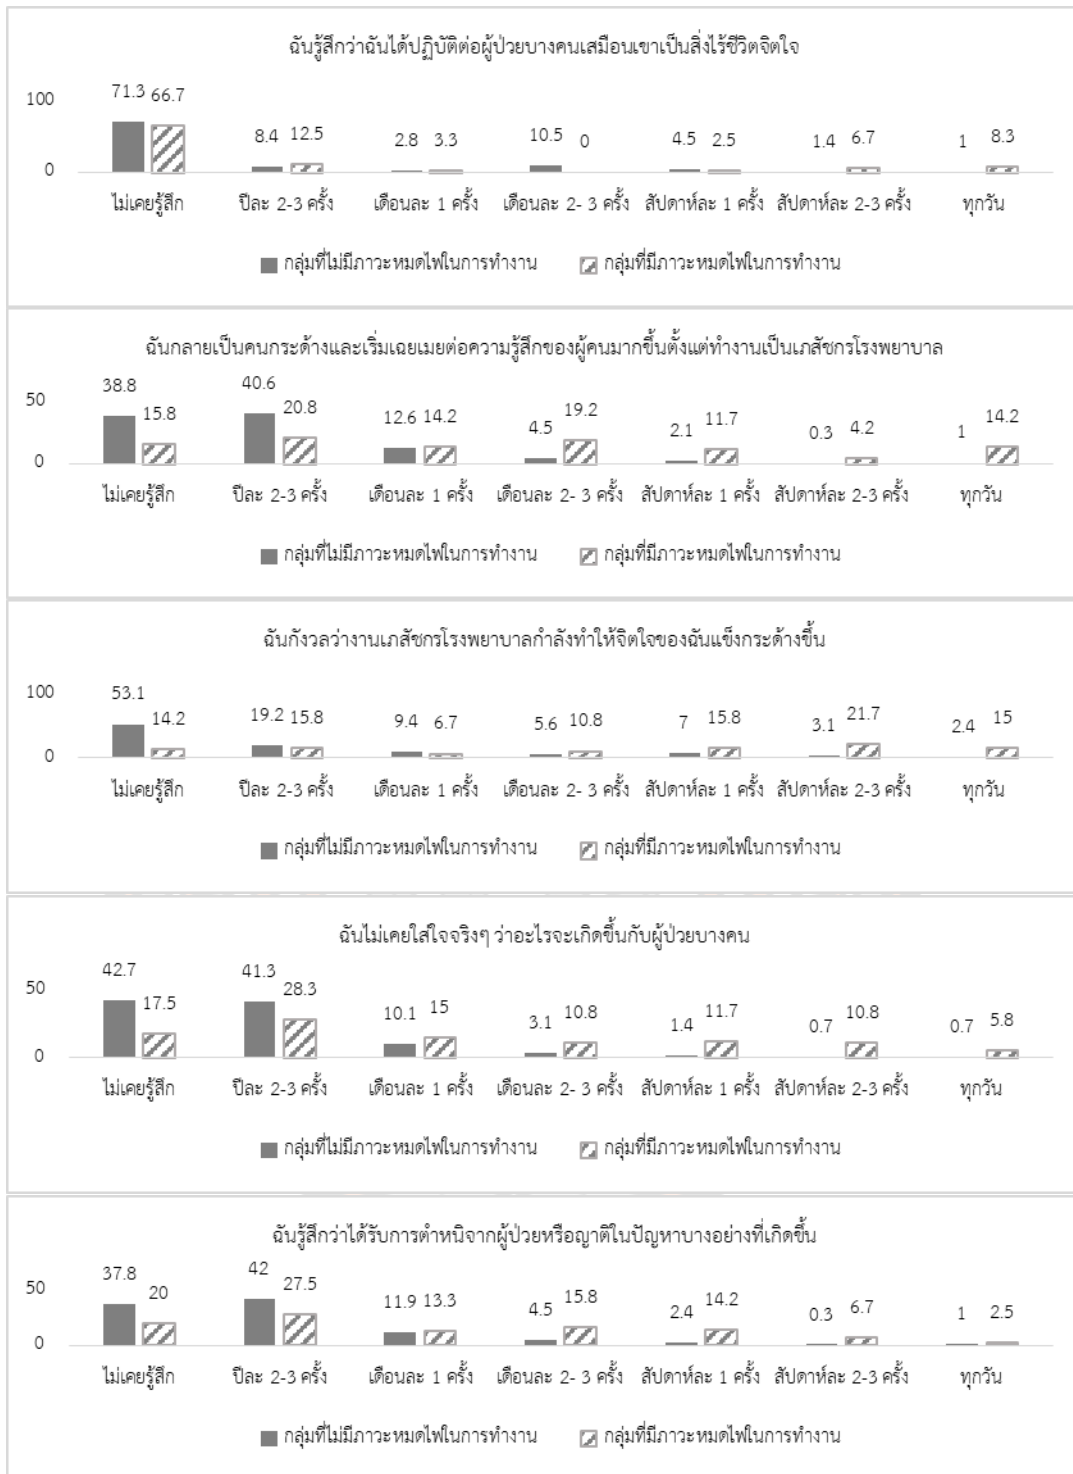 ฉันรู้สึกว่าฉันได้ปฏิบัติต่อผู้ป่วยบางคนเสมือนเขาเป็นสิ่งไร้ชีวิตจิตใจ
100
71.3 66.7 8.4 12.5 2.8 3.3 10.5 0 4.5 2.5 1.4 6.7 1 8.3
0
ไม่เคยรู้สึก ปีละ 2-3 ครั้ง เดือนละ 1 ครั้ง เดือนละ 2- 3 ครั้ง สัปดาห์ละ 1 ครั้ง สัปดาห์ละ 2-3 ครั้ง ทุกวัน
กลุ่มที่ไม่มีภาวะหมดไฟในการทำงาน กลุ่มที่มีภาวะหมดไฟในการทำงาน
ฉันกลายเป็นคนกระด้างและเริ่มเฉยเมยต่อความรู้สึกของผู้คนมากขึ้นตั้งแต่ทำงานเป็นเภสัชกรโรงพยาบาล
50
38.8 15.8 40.6 20.8 12.6 14.2 4.5 19.2 2.1 11.7 0.3 4.2 1 14.2
0
ไม่เคยรู้สึก ปีละ 2-3 ครั้ง เดือนละ 1 ครั้ง เดือนละ 2- 3 ครั้ง สัปดาห์ละ 1 ครั้ง สัปดาห์ละ 2-3 ครั้ง ทุกวัน
กลุ่มที่ไม่มีภาวะหมดไฟในการทำงาน กลุ่มที่มีภาวะหมดไฟในการทำงาน
ฉันกังวลว่างานเภสัชกรโรงพยาบาลกำลังทำให้จิตใจของฉันแข็งกระด้างขึ้น
100
53.1 14.2 19.2 15.8 9.4 6.7 5.6 10.8 7 15.8 3.1 21.7 2.4 15
0
ไม่เคยรู้สึก ปีละ 2-3 ครั้ง เดือนละ 1 ครั้ง เดือนละ 2- 3 ครั้ง สัปดาห์ละ 1 ครั้ง สัปดาห์ละ 2-3 ครั้ง ทุกวัน
กลุ่มที่ไม่มีภาวะหมดไฟในการทำงาน กลุ่มที่มีภาวะหมดไฟในการทำงาน
ฉันไม่เคยใส่ใจจริงๆ ว่าอะไรจะเกิดขึ้นกับผู้ป่วยบางคน
50
42.7 17.5 41.3 28.3 10.1 15 3.1 10.8 1.4 11.7 0.7 10.8 0.7 5.8
0
ไม่เคยรู้สึก ปีละ 2-3 ครั้ง เดือนละ 1 ครั้ง เดือนละ 2- 3 ครั้ง สัปดาห์ละ 1 ครั้ง สัปดาห์ละ 2-3 ครั้ง ทุกวัน
กลุ่มที่ไม่มีภาวะหมดไฟในการทำงาน กลุ่มที่มีภาวะหมดไฟในการทำงาน
ฉันรู้สึกว่าได้รับการตำหนิจากผู้ป่วยหรือญาติในปัญหาบางอย่างที่เกิดขึ้น
50
37.8 20 42 27.5 11.9 13.3 4.5 15.8 2.4 14.2 0.3 6.7 1 2.5
0
ไม่เคยรู้สึก ปีละ 2-3 ครั้ง เดือนละ 1 ครั้ง เดือนละ 2- 3 ครั้ง สัปดาห์ละ 1 ครั้ง สัปดาห์ละ 2-3 ครั้ง ทุกวัน
กลุ่มที่ไม่มีภาวะหมดไฟในการทำงาน กลุ่มที่มีภาวะหมดไฟในการทำงาน